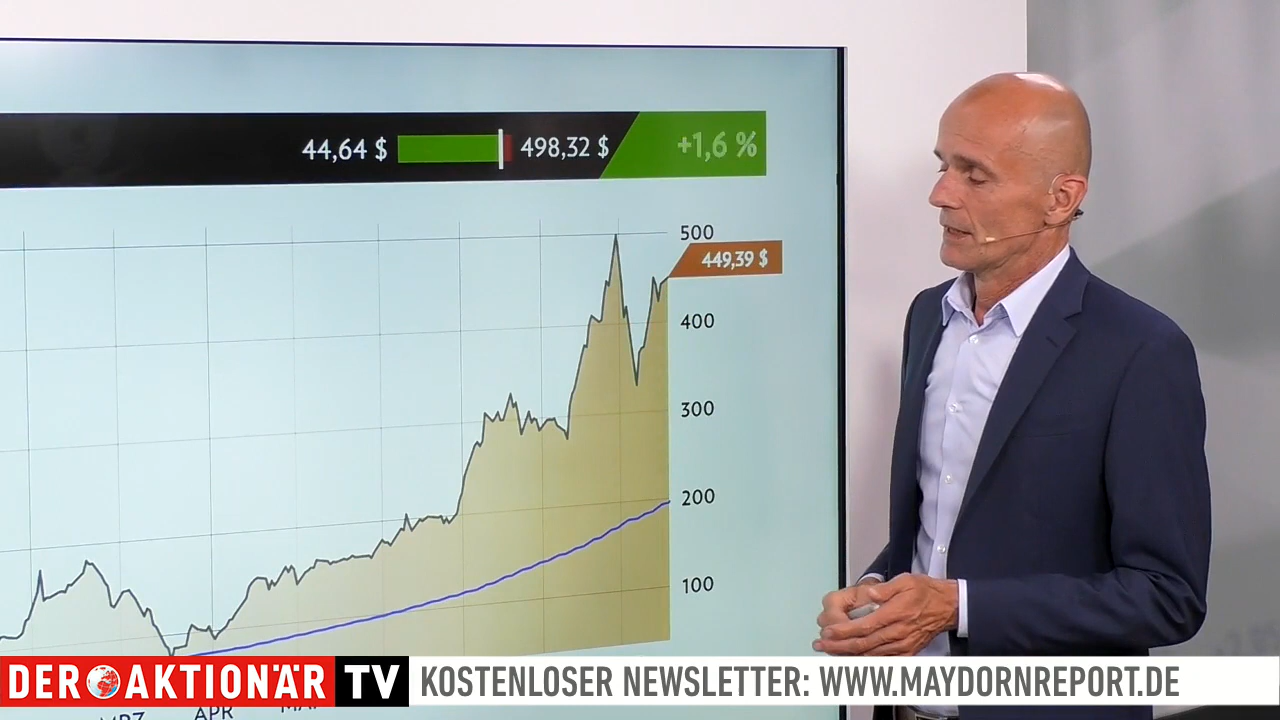 44,64 $ 498,32 $ +1,6 %
500
449,39 $
400
300
200
100
APR
DER AKTIONÄR TV KOSTENLOSER NEWSLETTER: WWW.MAYDORNREPORT.DE